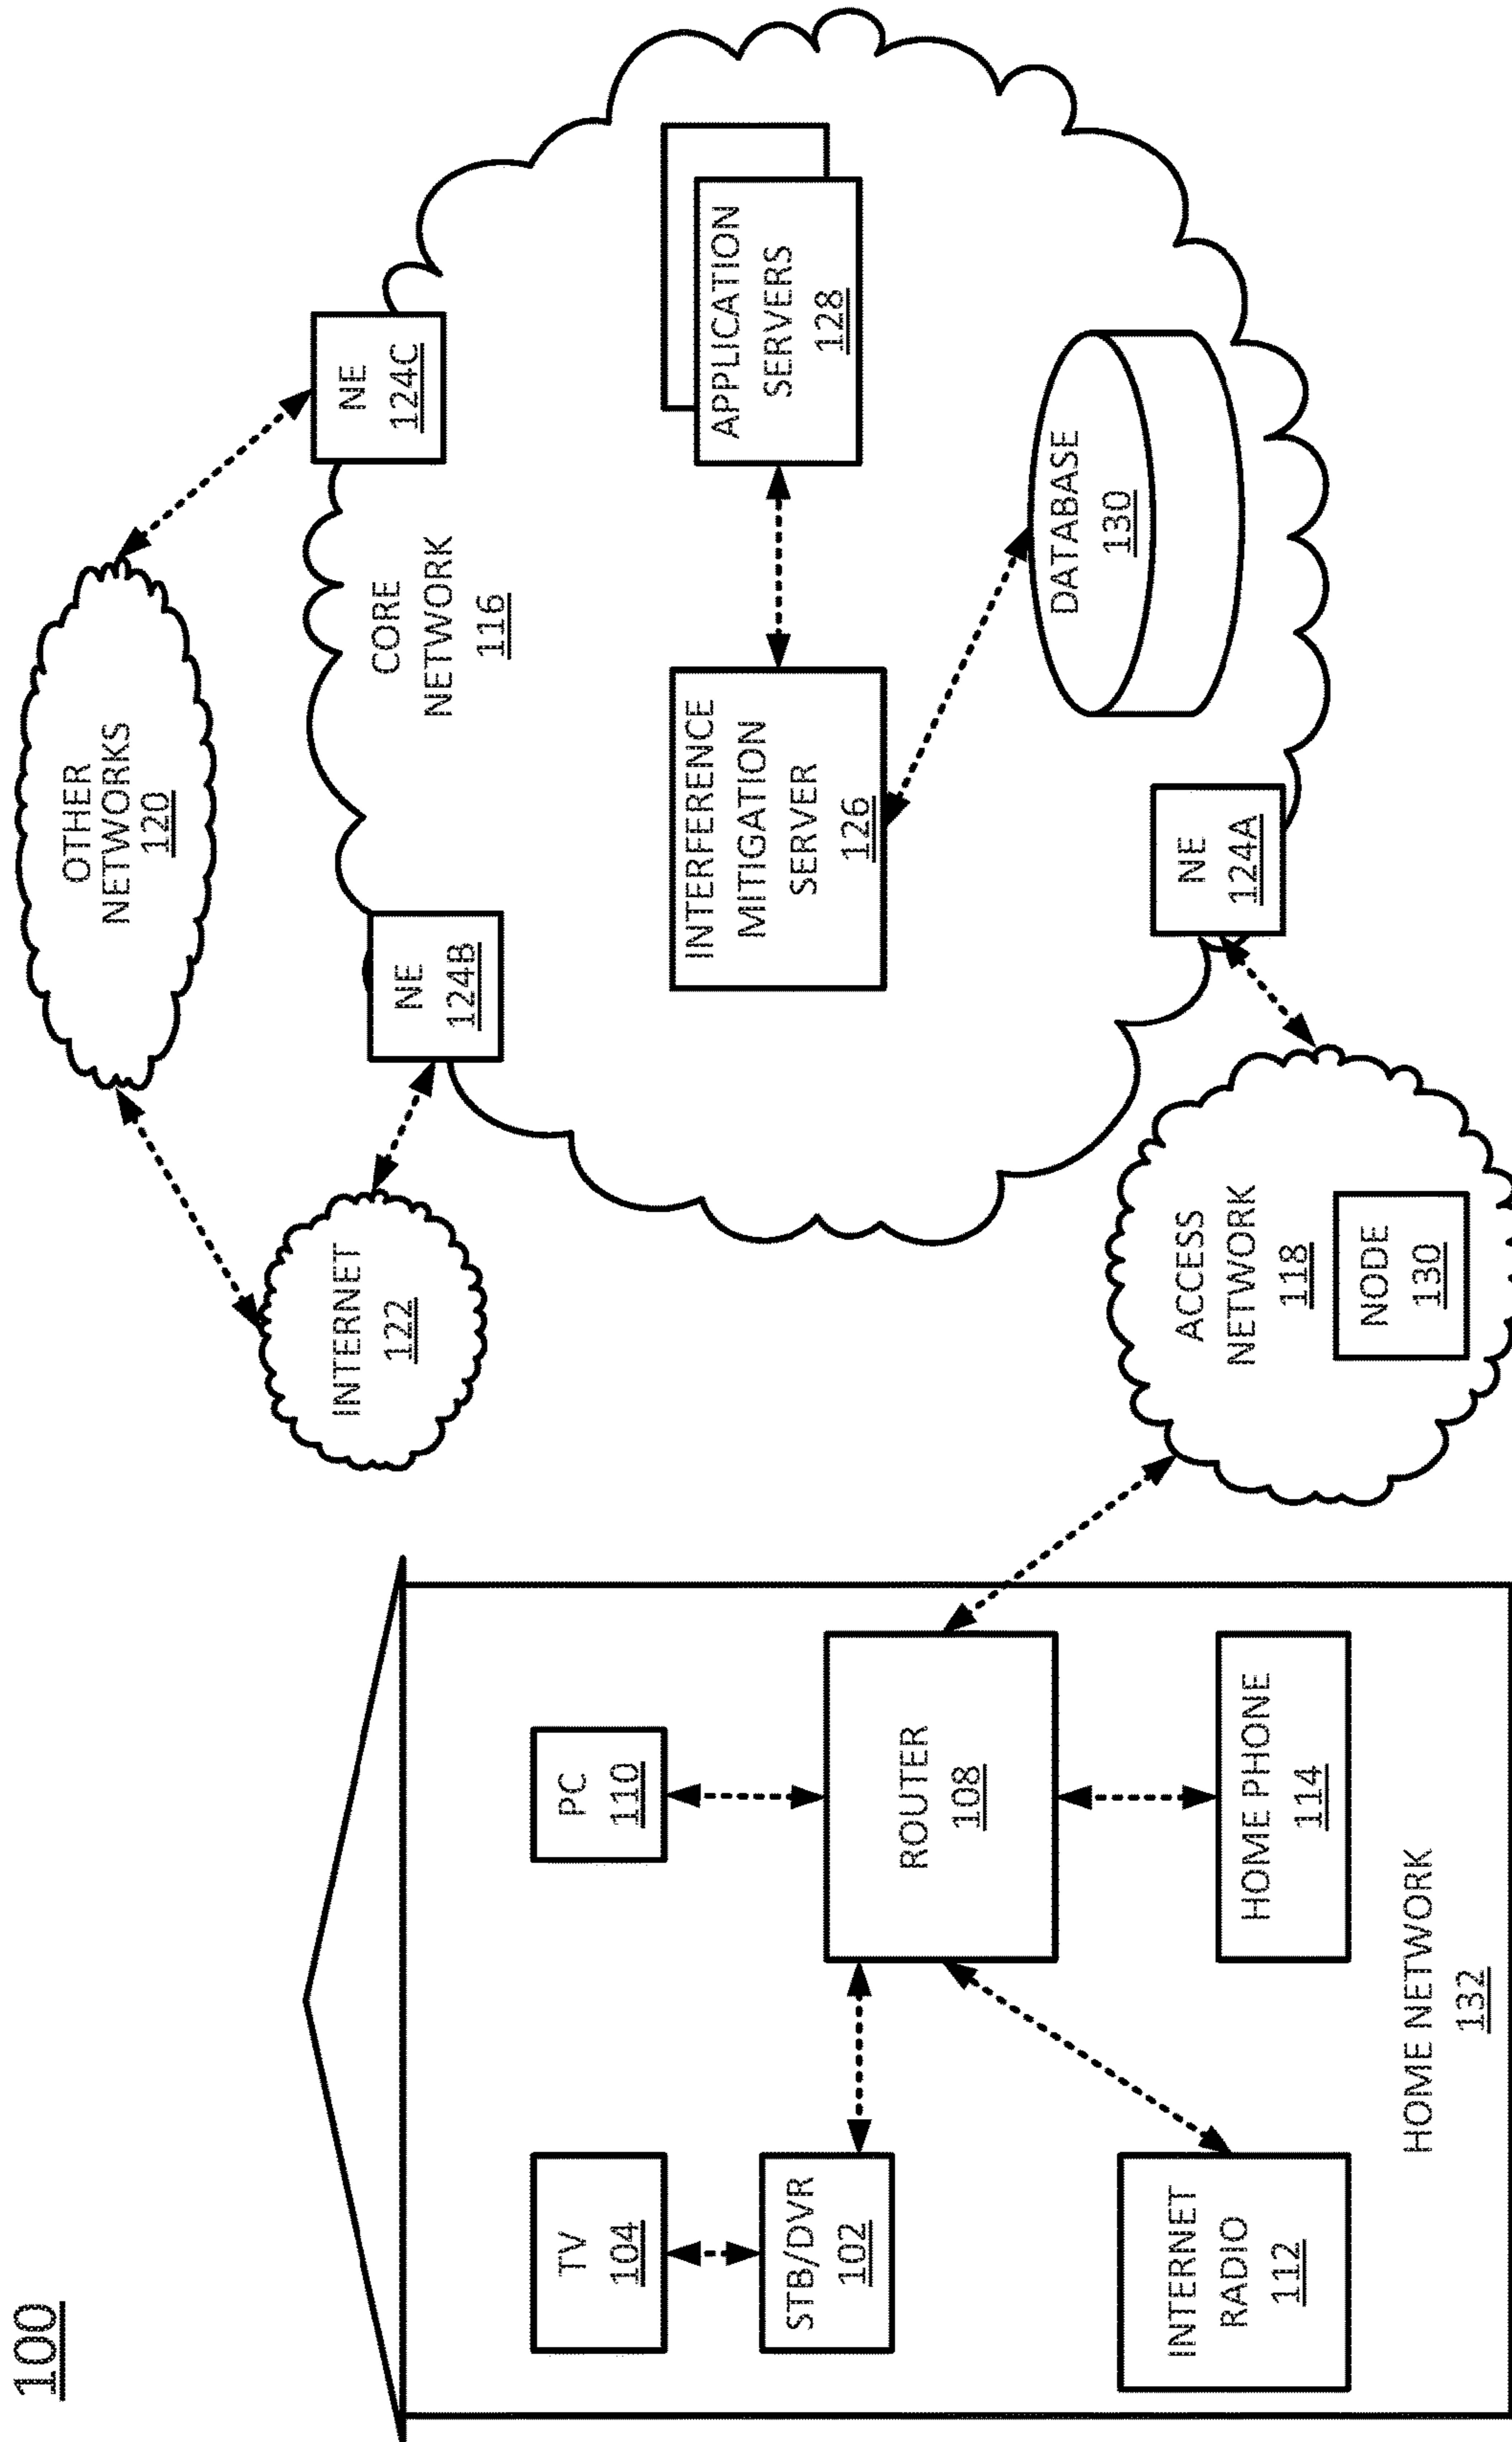 100
TV
104
STB/DVR
102
INTERNET
RADIO
112
PC
110
ROUTER
108
HOME PHONE
114
HOME NETWORK
132
INTERNET
122
OTHER
NETWORKS
120
ACCESS
NETWORK
118
NODE
130
NE
124B
NE
124C
NE
124A
CORE
NETWORK
116
INTERFERENCE
MITIGATION
SERVER
126
APPLICATION
SERVERS
128
DATABASE
130